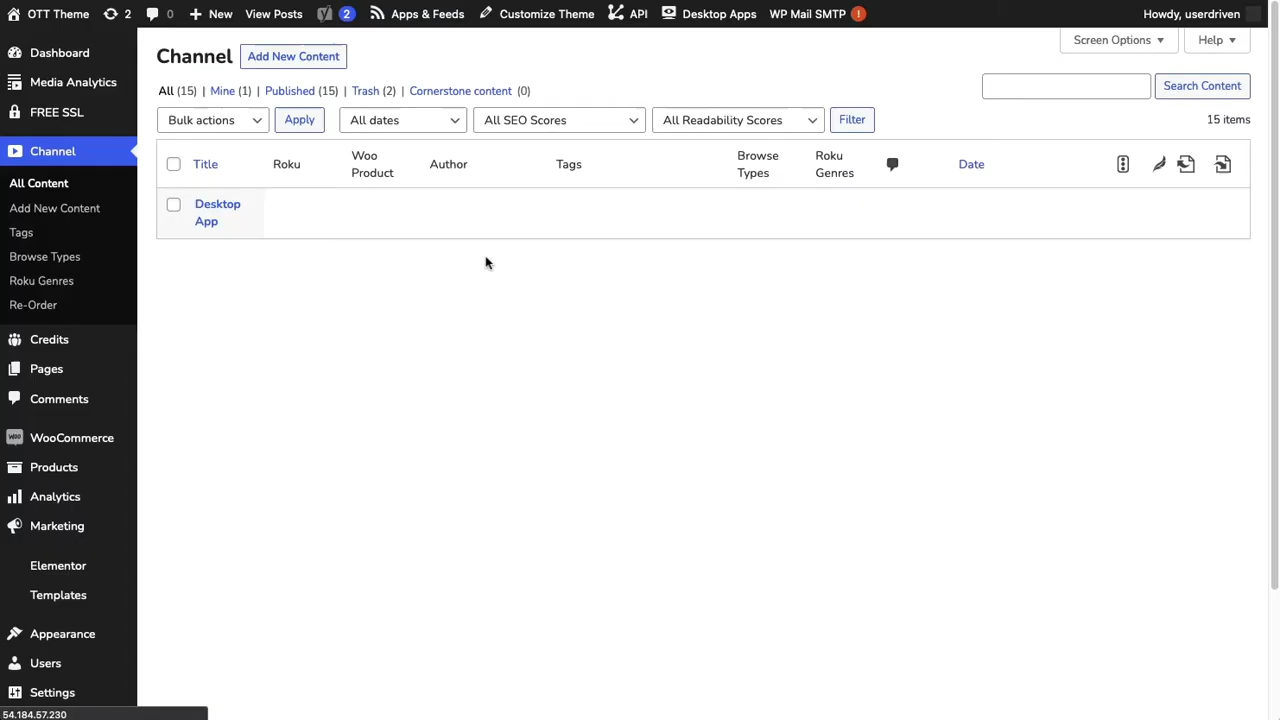 OTT Theme 2 0 New View Posts 2 Apps & Feeds Customize Theme API Desktop Apps WP Mail SMTP ! Howdy, userdriven
Dashboard
Media Analytics
FREE SSL
Channel
All Content
Add New Content
Tags
Browse Types
Roku Genres
Re-Order
Credits
Pages
Comments
WooCommerce
Products
Analytics
Marketing
Elementor
Templates
Appearance
Users
Settings
54.184.57.230
Channel Add New Content
Screen Options Help
All (15) | Mine (1) | Published (15) | Trash (2) | Cornerstone content (0)
Search Content
Bulk actions Apply All dates All SEO Scores All Readability Scores Filter 15 items
Title Roku Woo Product Author Tags Browse Types Roku Genres Date
Desktop
App